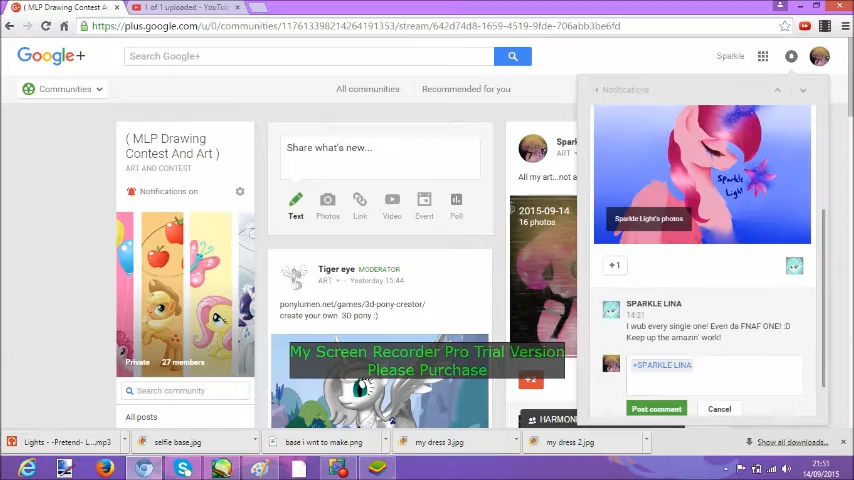 ( MLP Drawing Contest An
1 of 1 uploaded - YouTu
https://plus.google.com/u/0/communities/117613398214264191353/stream/642d74d8-1659-4519-9fde-706abb3be6fd
Google+
Search Google+
Sparkle
Communities
All communities
Recommended for you
Notifications
( MLP Drawing
Contest And Art )
ART AND CONTEST
Notifications on
Private
27 members
Search community
All posts
Share what's new...
Text
Photos
Link
Video
Event
Poll
Tiger eye MODERATOR
ART
Yesterday 15:44
ponylumen.net/games/3d-pony-creator/
create your own 3D pony :)
Spark
ART
All my art...not a
2015-09-14
16 photos
+2
HARMON
Sparkle
Light
Sparkle Light's photos
+1
SPARKLE LINA
14:21
I wub every single one! Even da FNAF ONE! :D
Keep up the amazin' work!
+SPARKLE LINA
Post comment
Cancel
My Screen Recorder Pro Trial Version
Please Purchase
Lights - -Pretend- L....mp3
selfie base.jpg
base i wnt to make.png
my dress 3.jpg
my dress 2.jpg
Show all downloads...
21:51
14/09/2015